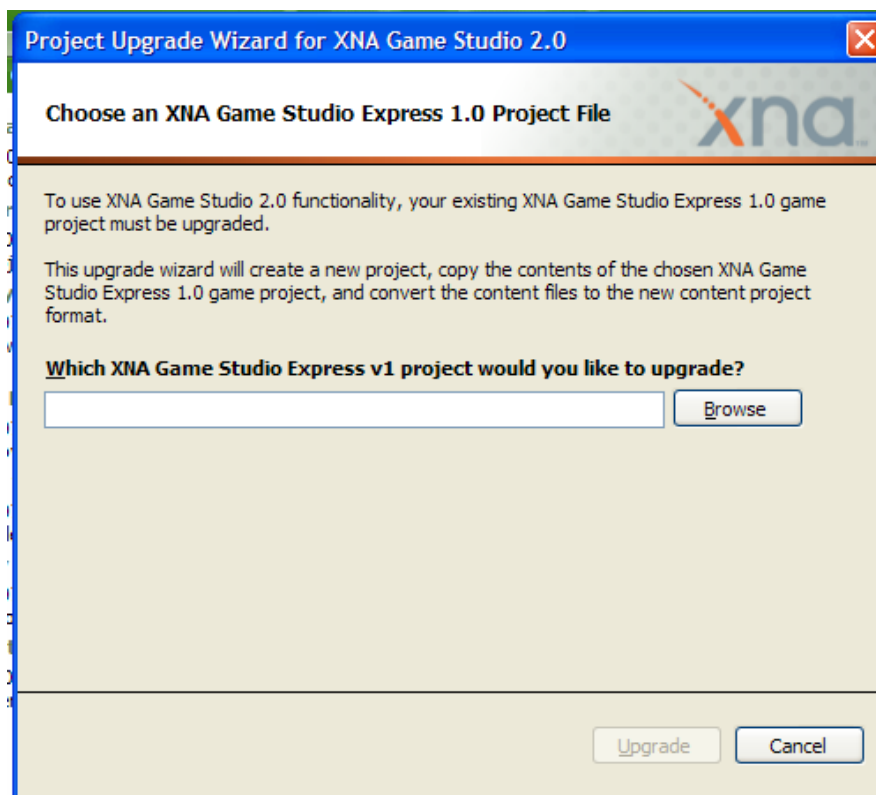 Project Upgrade Wizard for XNA Game Studio 2.0
Choose an XNA Game Studio Express 1.0 Project File
xna
To use XNA Game Studio 2.0 functionality, your existing XNA Game Studio Express 1.0 game
project must be upgraded.
This upgrade wizard will create a new project, copy the contents of the chosen XNA Game
Studio Express 1.0 game project, and convert the content files to the new content project
format.
Which XNA Game Studio Express v1 project would you like to upgrade?
Browse
Upgrade
Cancel